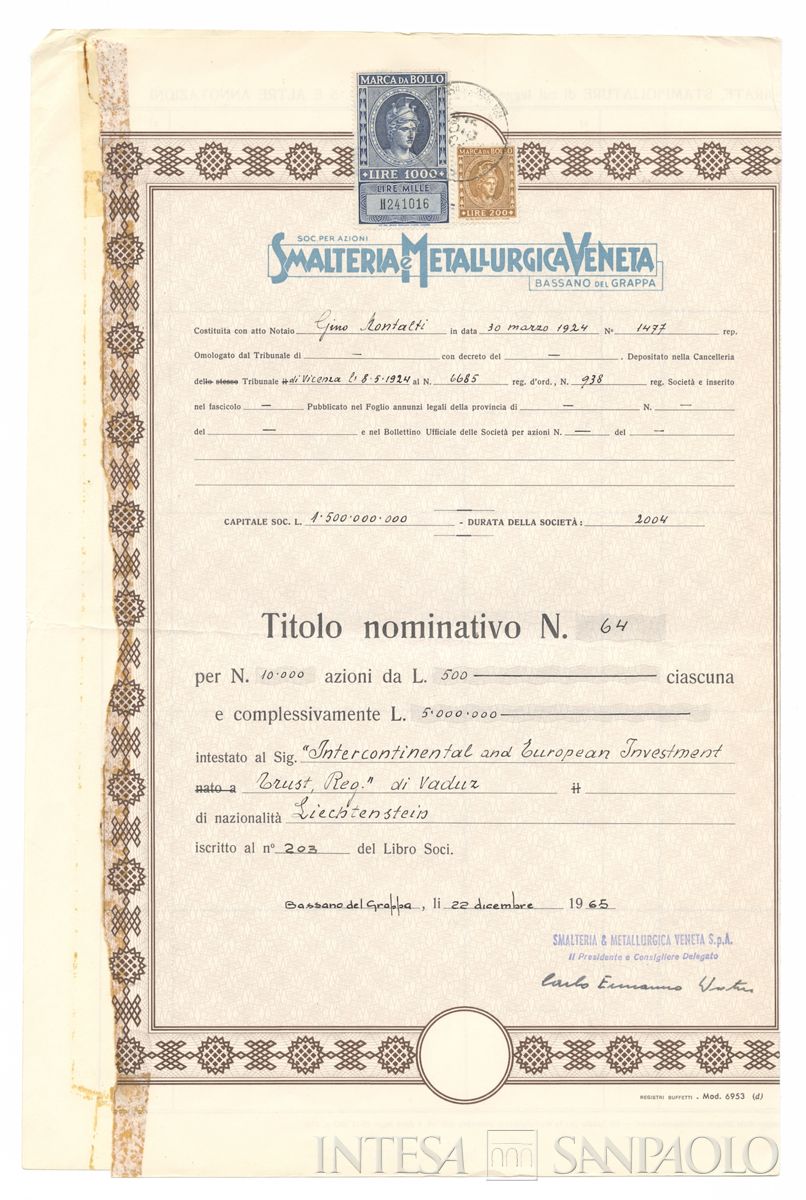 MARCA DA BOLLO
LIRE 1000
LIRE MILLE
N241016
MARCA DA BOLLO
LIRE 200
SOC. PER AZIONI
SMALTERIA e METALLURGICA VENETA
BASSANO DEL GRAPPA
Costituita con atto Notaio Gino Montalti in data 30 marzo 1924 N° 1477 rep.
Omologato dal Tribunale di — con decreto del — . Depositato nella Cancelleria
dello stesso Tribunale il di Vicenza lì 8-5-1924 al N. 6685 reg. d'ord., N. 938 reg. Società e inserito
nel fascicolo — Pubblicato nel Foglio annunzi legali della provincia di — N. —
del — e nel Bollettino Ufficiale delle Società per azioni N. — del —
CAPITALE SOC. L. 1.500.000.000 - DURATA DELLA SOCIETÀ: 2004
Titolo nominativo N. 64
per N. 10.000 azioni da L. 500 ciascuna
e complessivamente L. 5.000.000
intestato al Sig. "Intercontinental and European Investment
nato a Trust, Reg." di Vaduz il
di nazionalità Liechtenstein
iscritto al n° 203 del Libro Soci.
Bassano del Grappa, li 22 dicembre 1965
SMALTERIA & METALLURGICA VENETA S.p.A.
Il Presidente e Consigliere Delegato
Carlo Ermanno
REGISTRI BUFFETTI - Mod. 6953 (d)
INTESA SANPAOLO